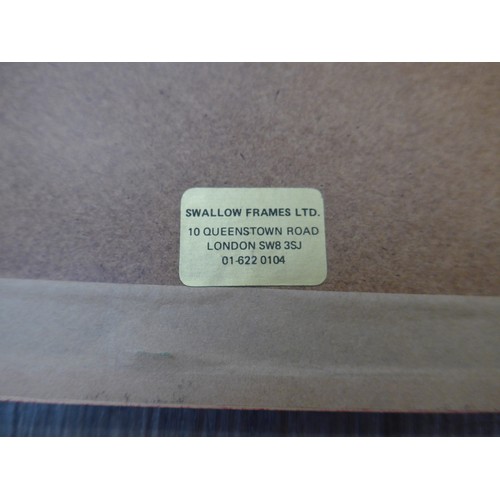 SWALLOW FRAMES LTD.
10 QUEENSTOWN ROAD
LONDON SW8 3SJ
01-622 0104